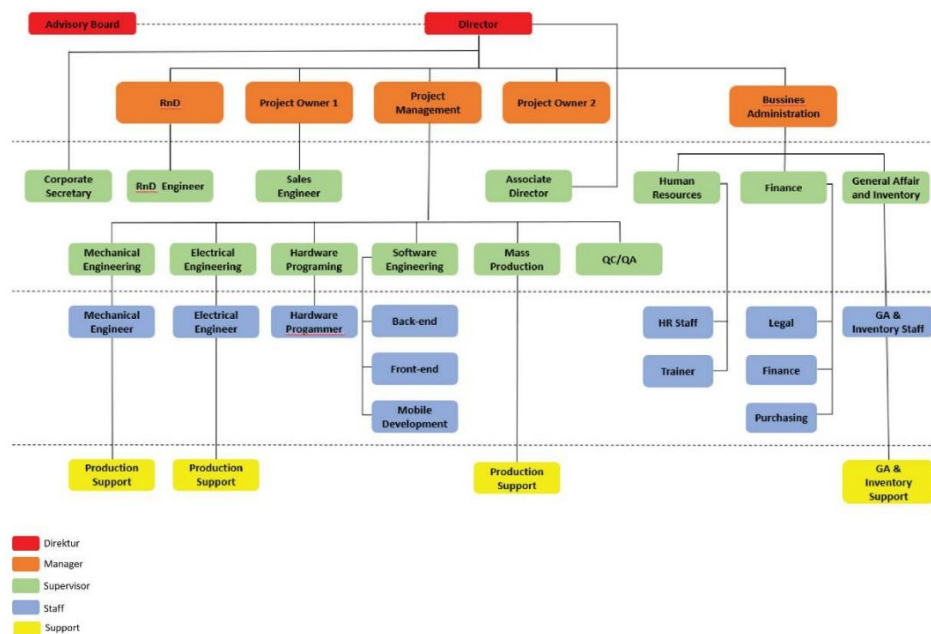 Advisory Board
Director
RnD
Project Owner 1
Project
Management
Project Owner 2
Bussines
Administration
Corporate
Secretary
RnD Engineer
Sales
Engineer
Associate
Director
Human
Resources
Finance
General Affair
and Inventory
Mechanical
Engineering
Electrical
Engineering
Hardware
Programing
Software
Engineering
Mass
Production
QC/QA
Mechanical
Engineer
Electrical
Engineer
Hardware
Progammer
Back-end
HR Staff
Legal
GA &
Inventory Staff
Front-end
Trainer
Finance
Mobile
Development
Purchasing
Production
Support
Production
Support
Production
Support
GA &
Inventory
Support
Direktur
Manager
Supervisor
Staff
Support